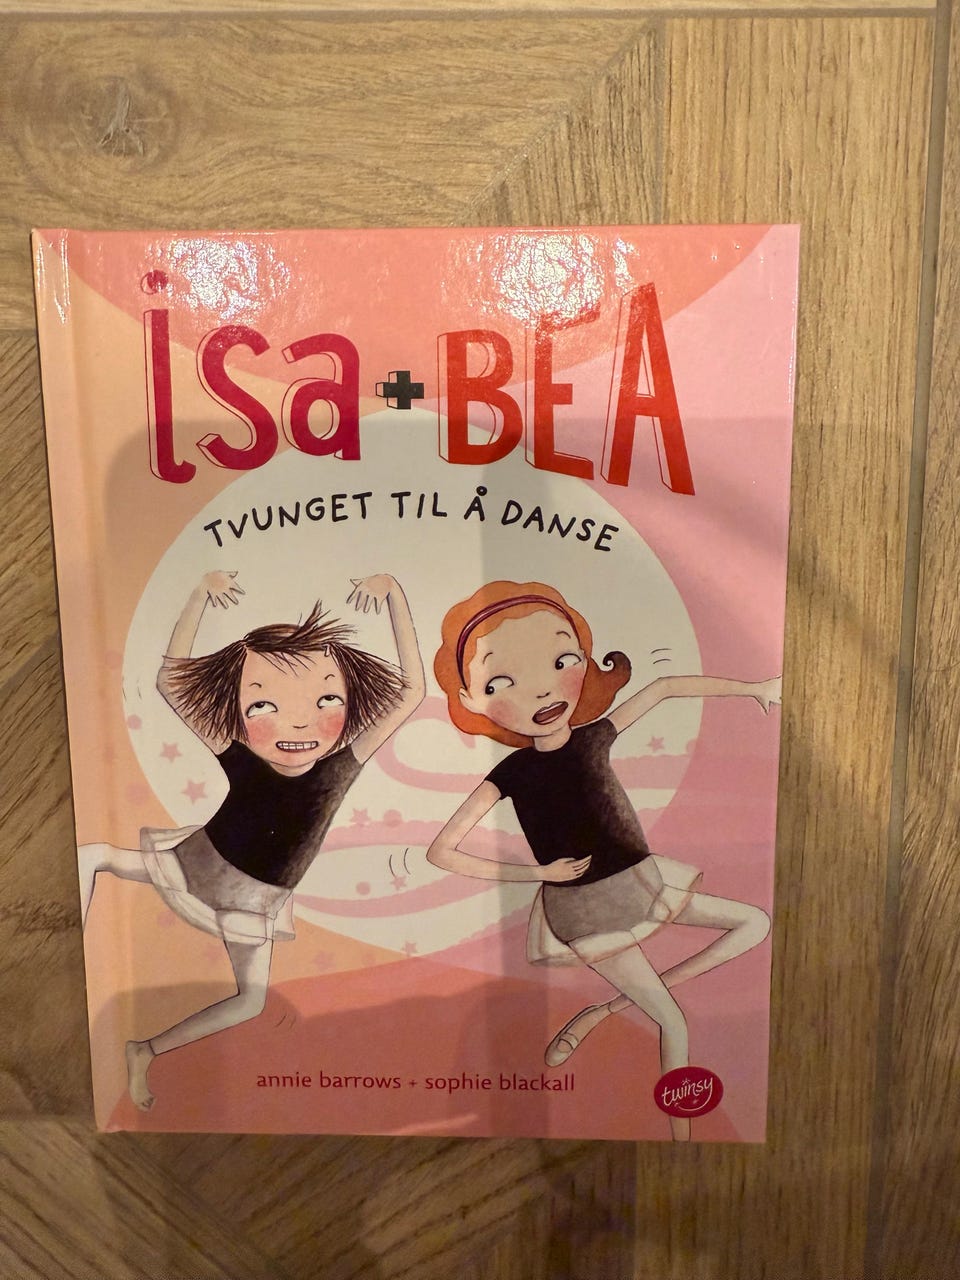 isa + BEA
TVUNGET TIL Å DANSE
annie barrows + sophie blackall
twinsy